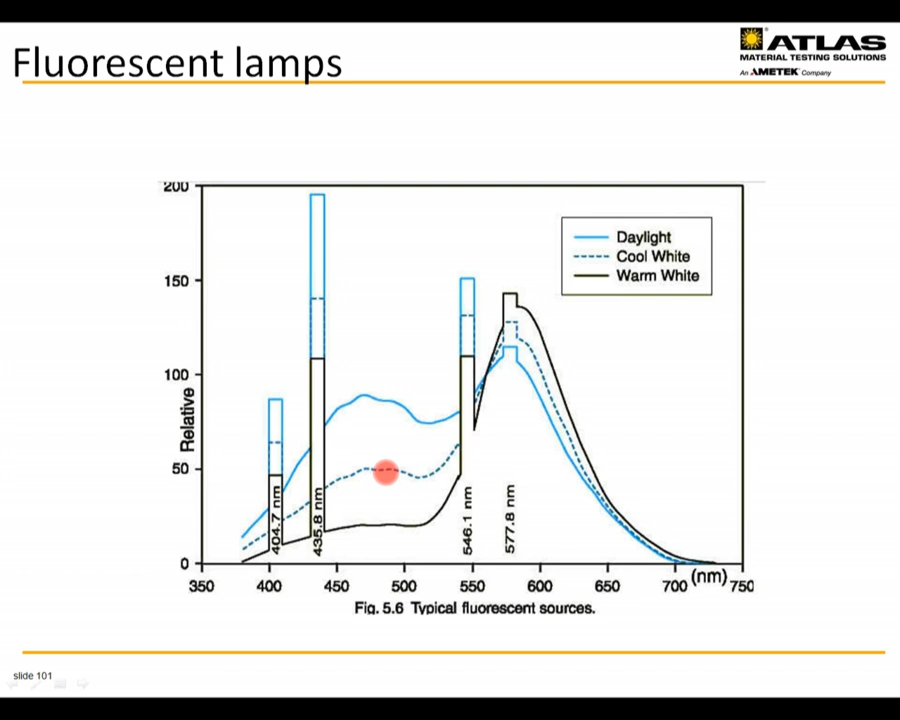 Fluorescent lamps
ATLAS
MATERIAL TESTING SOLUTIONS
An AMETEK Company
200
150
100
50
0
Relative
Daylight
Cool White
Warm White
404.7 nm
435.8 nm
546.1 nm
577.8 nm
350 400 450 500 550 600 650 700 (nm) 750
Fig. 5.6 Typical fluorescent sources.
slide 101